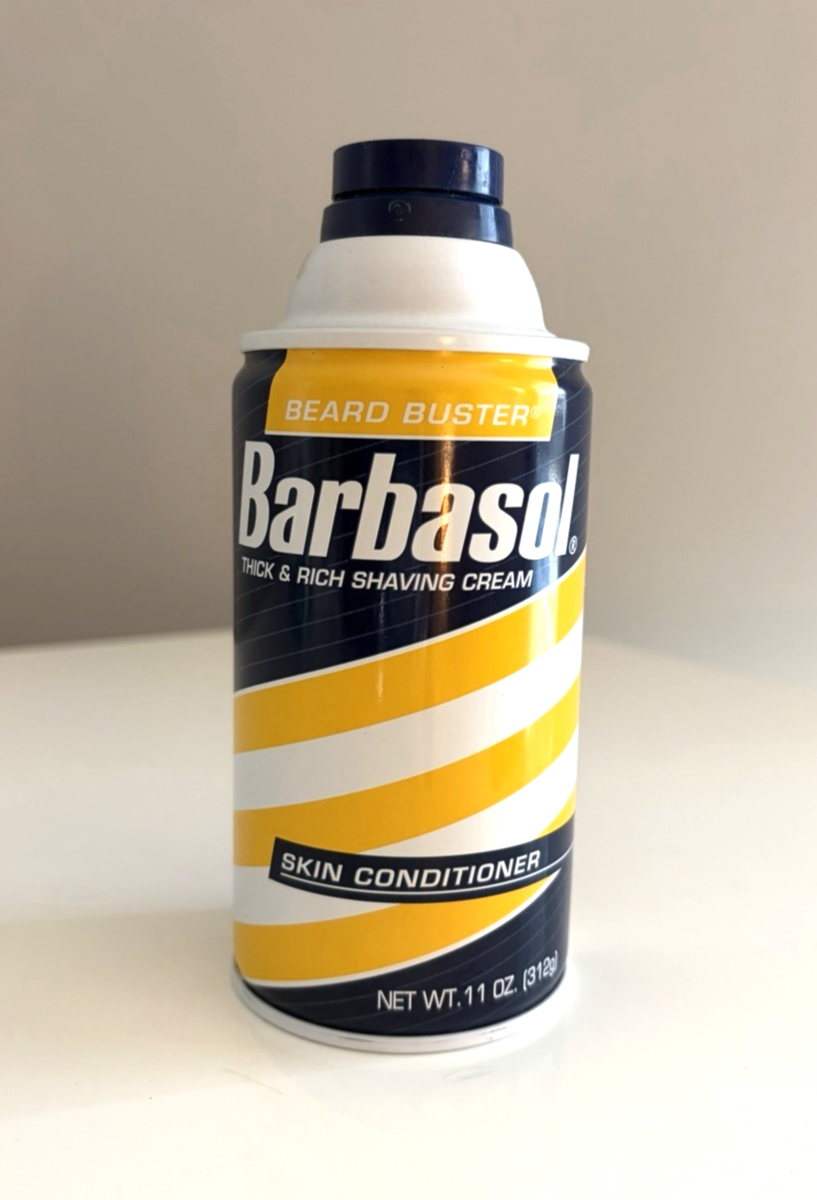 BEARD BUSTER®
Barbasol®
THICK & RICH SHAVING CREAM
SKIN CONDITIONER
NET WT. 11 OZ. (312g)